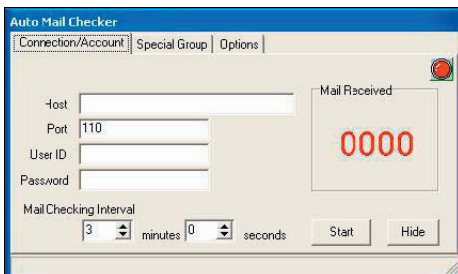 Auto Mail Checker
Connection/Account Special Group Options
Mail Received
Host
Port 110
0000
User ID
Password
Mail Checking Interval
3 minutes 0 seconds Start Hide